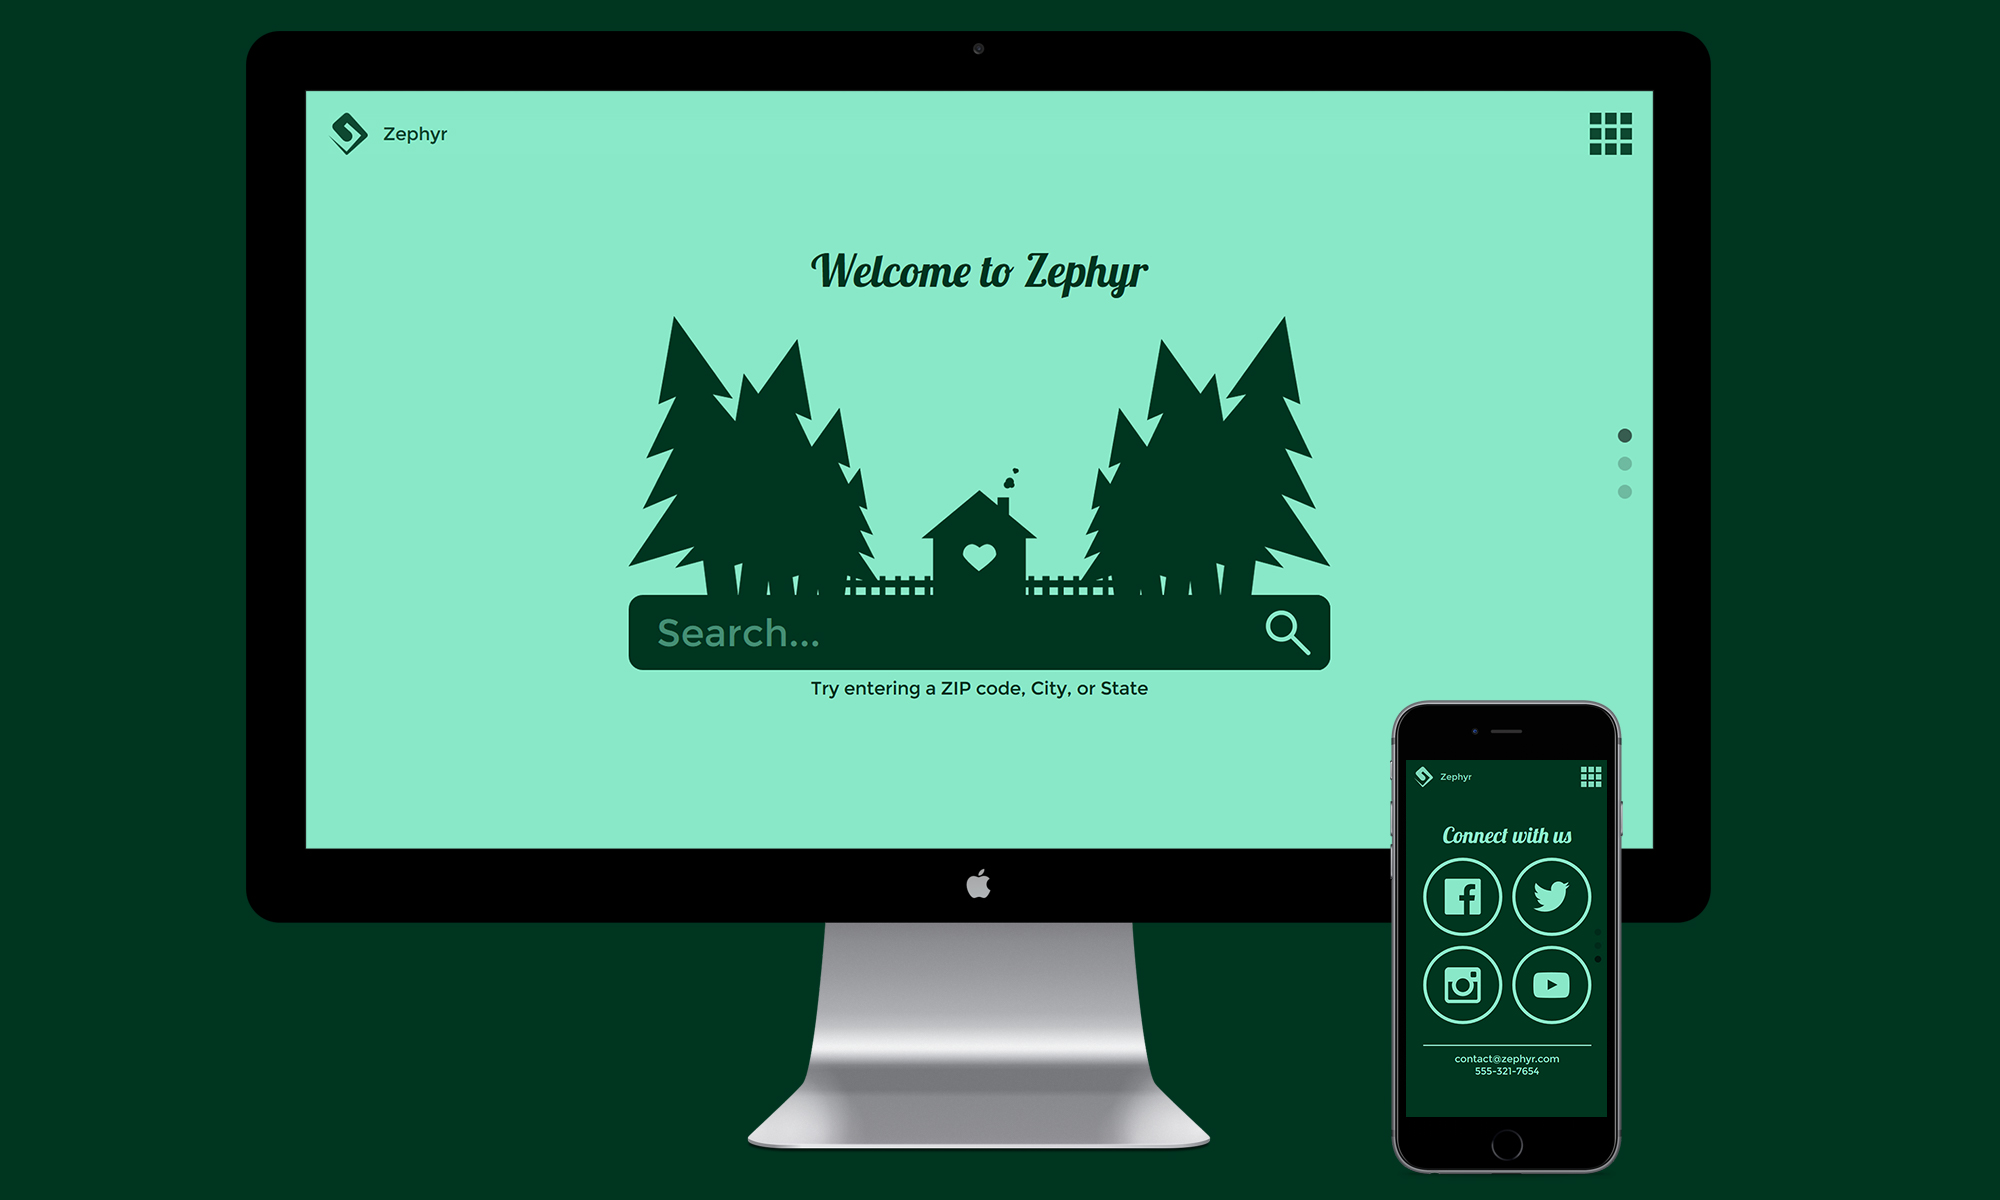 Zephyr
Welcome to Zephyr
Search...
Try entering a ZIP code, City, or State
Zephyr
Connect with us
contact@zephyr.com
555-321-7654